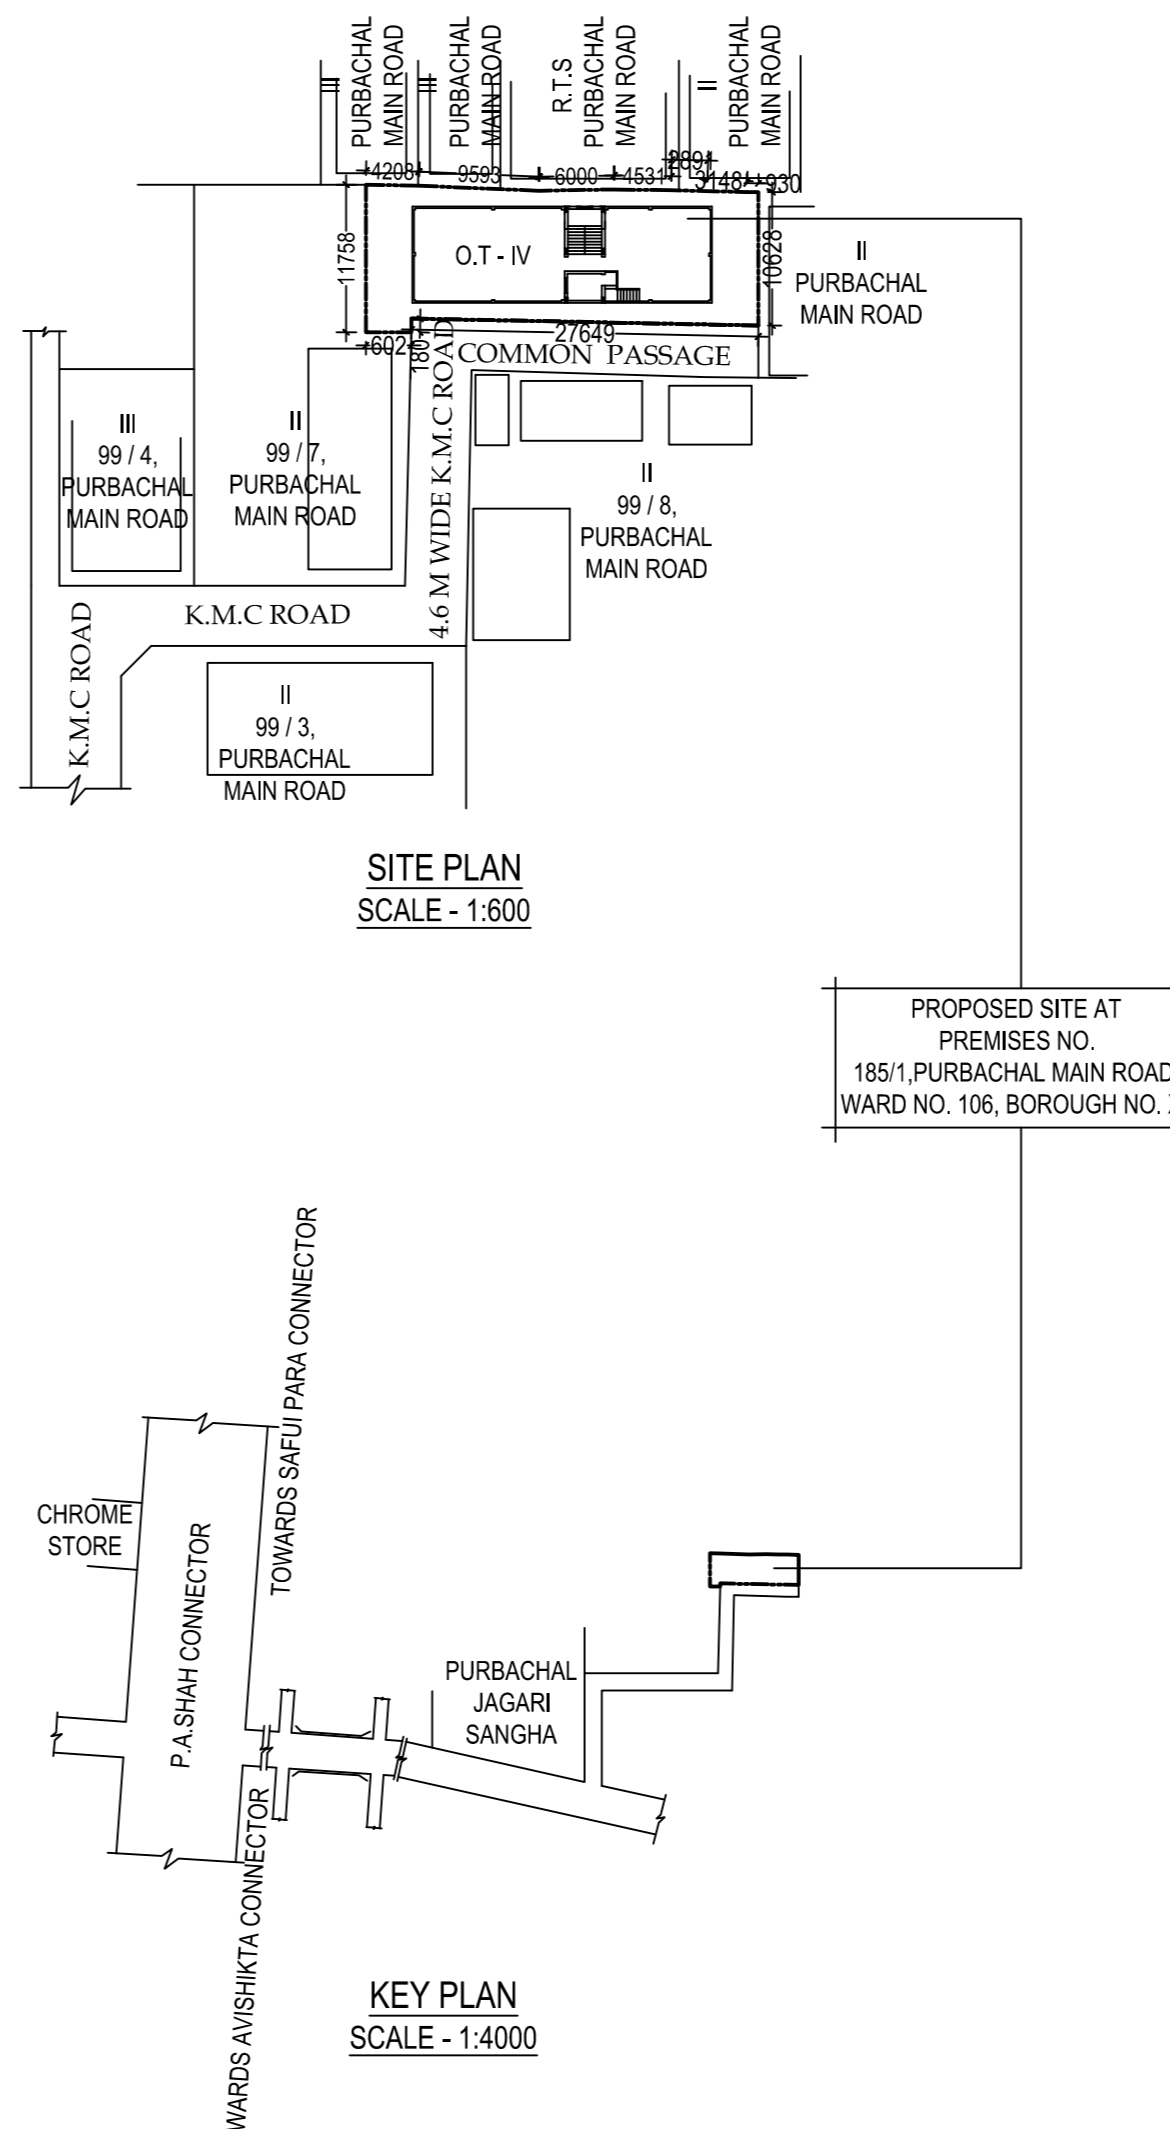 III
PURBACHAL
MAIN ROAD
III
PURBACHAL
MAIN ROAD
R.T.S
PURBACHAL
MAIN ROAD
II
PURBACHAL
MAIN ROAD
4208
9593
6000
4531
2891
3148
930
11758
O.T - IV
10628
II
PURBACHAL
MAIN ROAD
27649
602
180
COMMON PASSAGE
4.6 M WIDE K.M.C ROAD
III
99 / 4,
PURBACHAL
MAIN ROAD
II
99 / 7,
PURBACHAL
MAIN ROAD
II
99 / 8,
PURBACHAL
MAIN ROAD
K.M.C ROAD
K.M.C ROAD
II
99 / 3,
PURBACHAL
MAIN ROAD
SITE PLAN
SCALE - 1:600
PROPOSED SITE AT
PREMISES NO.
185/1,PURBACHAL MAIN ROAD
WARD NO. 106, BOROUGH NO.
TOWARDS SAFUI PARA CONNECTOR
CHROME
STORE
P.A.SHAH CONNECTOR
PURBACHAL
JAGARI
SANGHA
WARDS AVISHIKTA CONNECTOR
KEY PLAN
SCALE - 1:4000